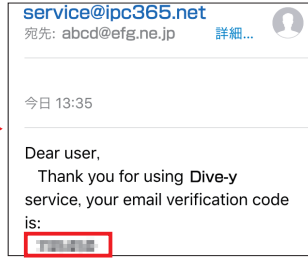 service@ipc365.net
宛先: abcd@efg.ne.jp 詳細...
今日 13:35
Dear user,
Thank you for using Dive-y
service, your email verification code
is: